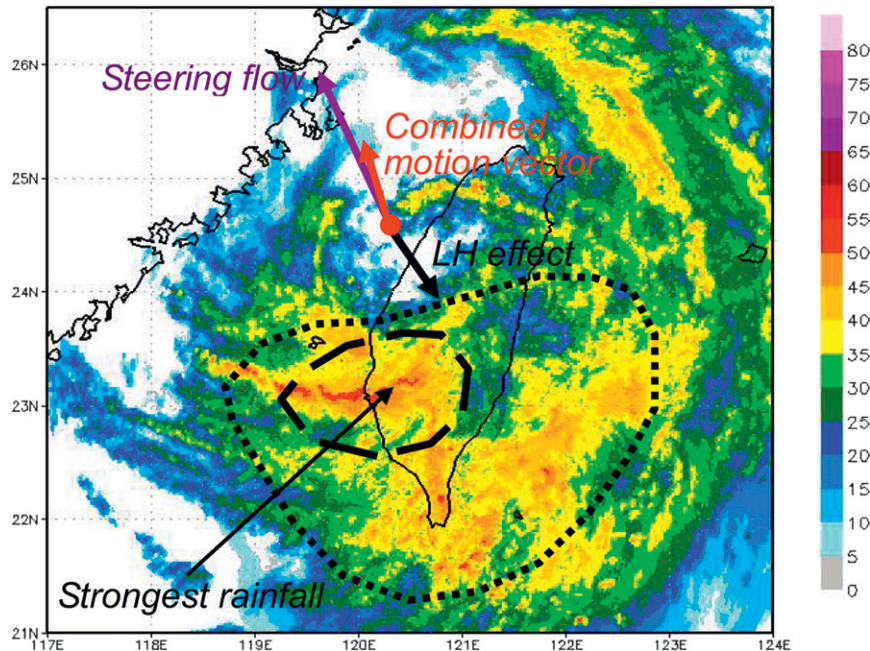 26N
25N
24N
23N
22N
21N
117E
118E
119E
120E
121E
122E
123E
124E
Steering flow
Combined
motion vector
LH effect
Strongest rainfall
80
75
70
65
60
55
50
45
40
35
30
25
20
15
10
5
0